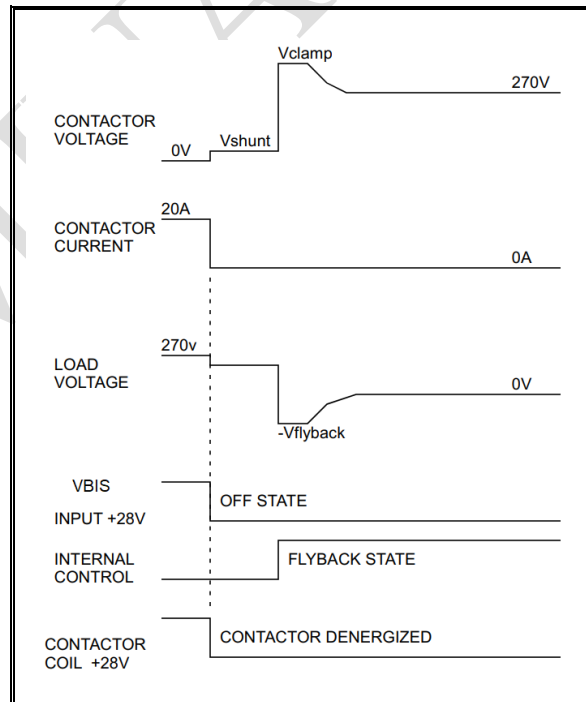 Vclamp
270V
CONTACTOR
VOLTAGE
Vshunt
0V
20A
CONTACTOR
CURRENT
0A
270v
LOAD
VOLTAGE
0V
-Vflyback
VBIS
OFF STATE
INPUT +28V
INTERNAL
CONTROL
FLYBACK STATE
CONTACTOR
COIL +28V
CONTACTOR DENERGIZED